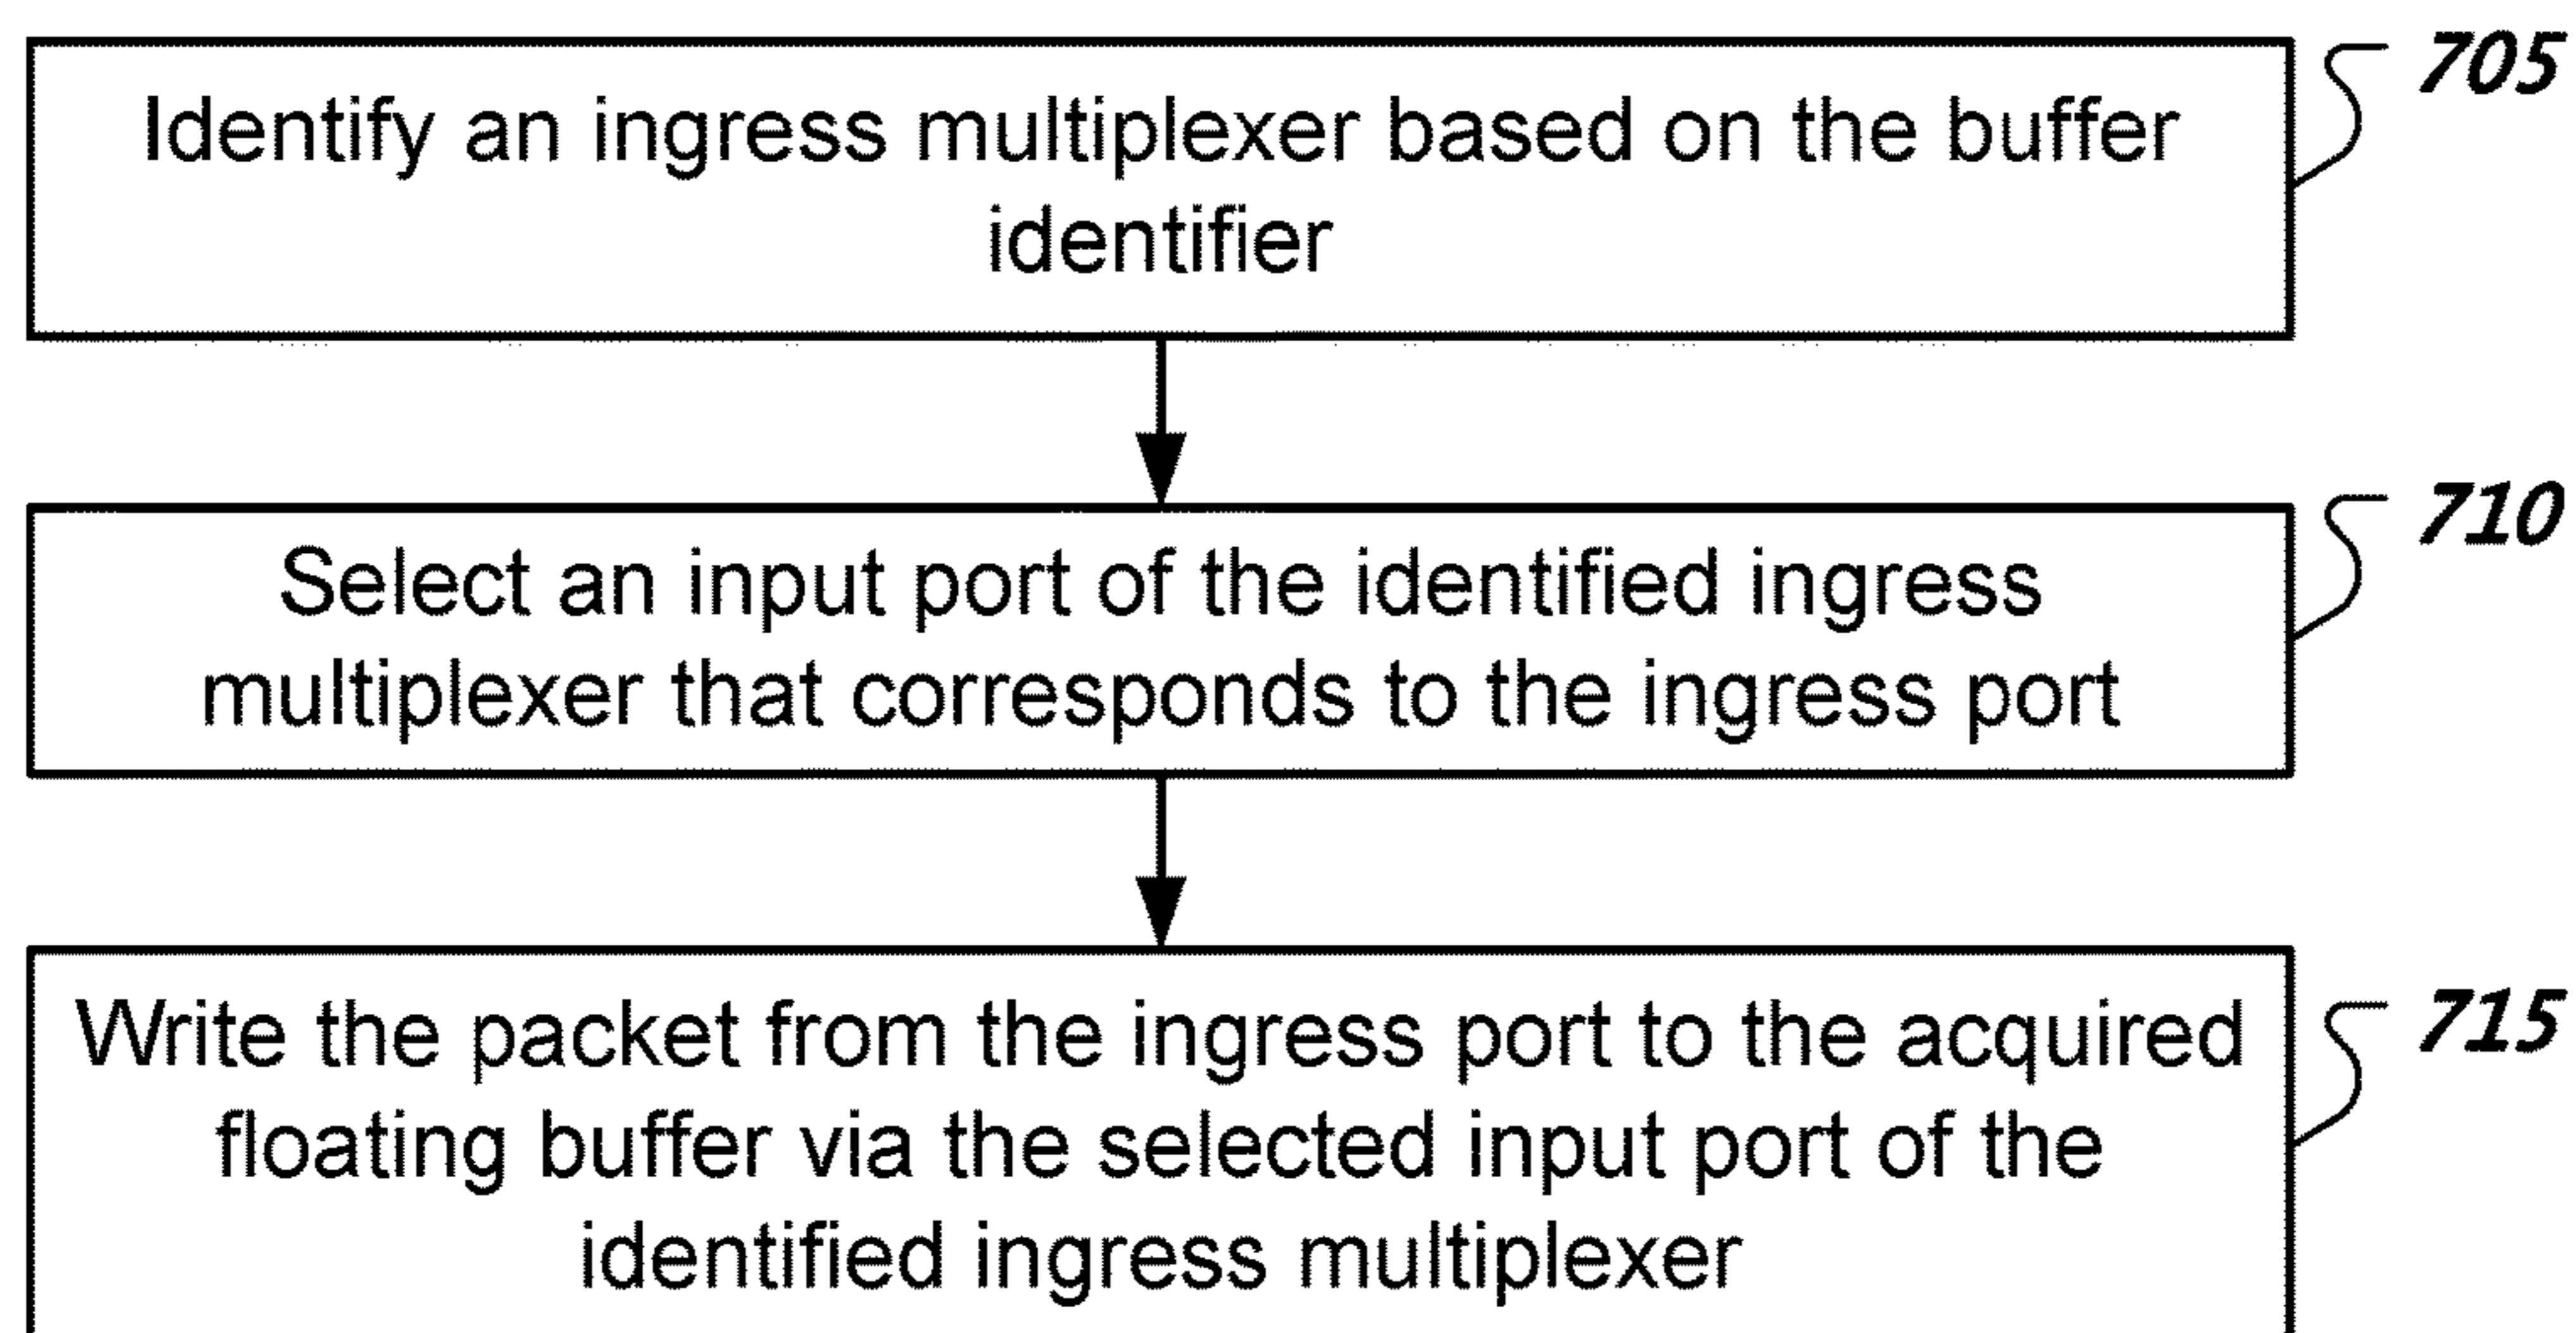 Identify an ingress multiplexer based on the buffer
identifier
705
Select an input port of the identified ingress
multiplexer that corresponds to the ingress port
710
Write the packet from the ingress port to the acquired
floating buffer via the selected input port of the
identified ingress multiplexer
715